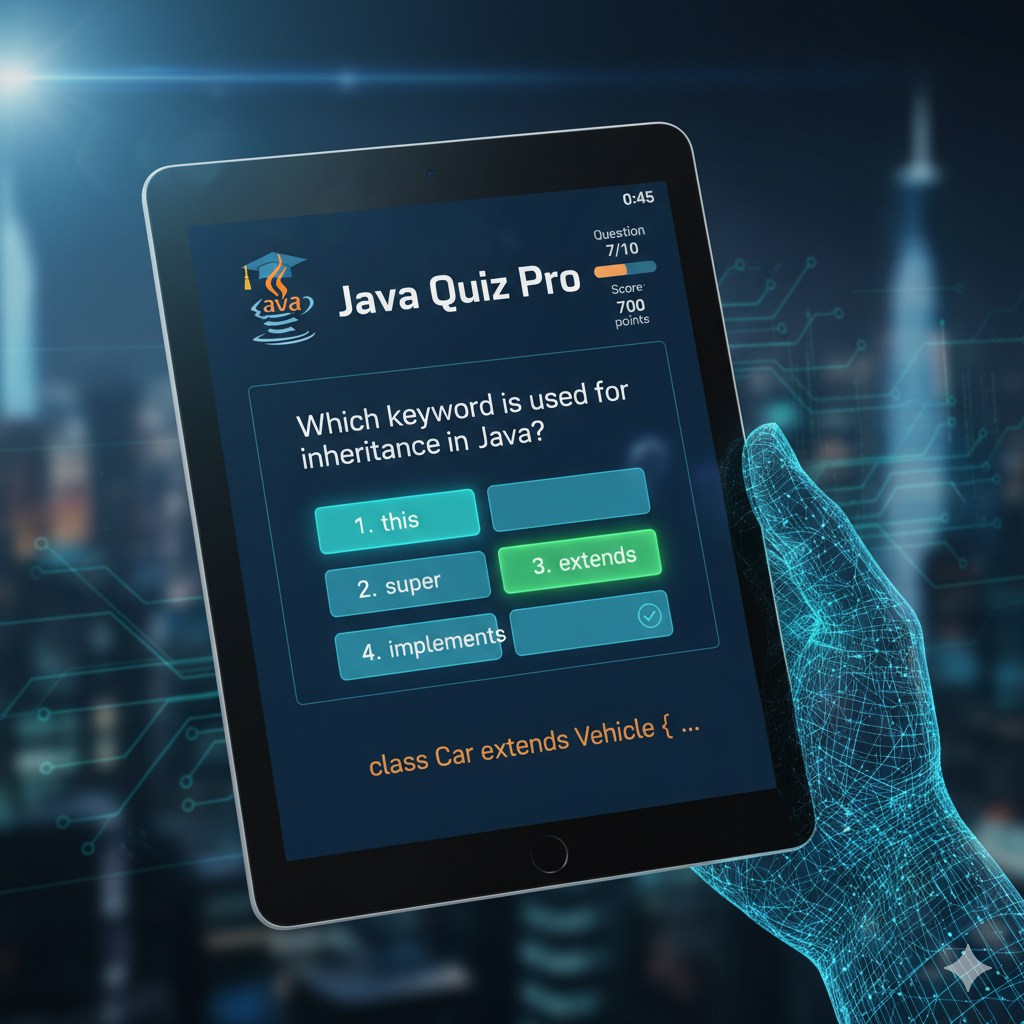 0:45
Question
7/10
Score
700
points
Java
Java Quiz Pro
Which keyword is used for
inheritance in Java?
1. this
2. super
3. extends
4. implements
class Car extends Vehicle { ...